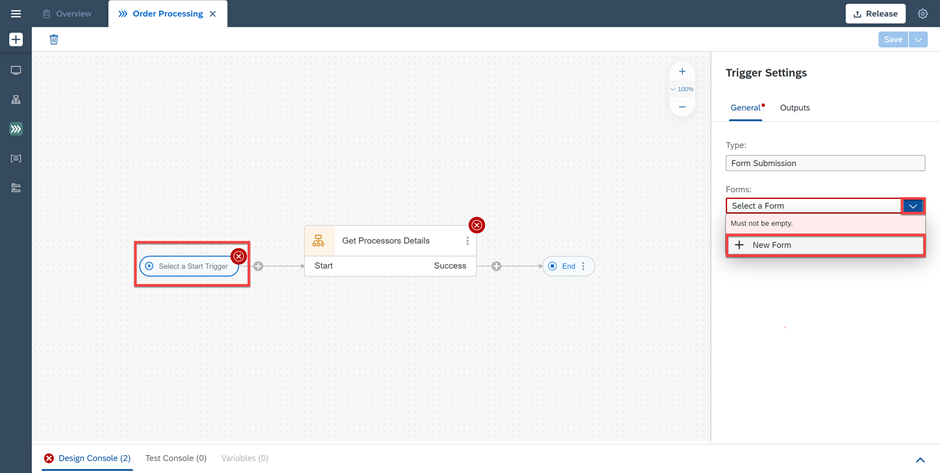 Overview
Order Processing
Release
Save
100%
Trigger Settings
General
Outputs
Type:
Form Submission
Forms:
Select a Form
Must not be empty.
New Form
Get Processors Details
Select a Start Trigger
Start
Success
End
Design Console (2)
Test Console (0)
Variables (0)